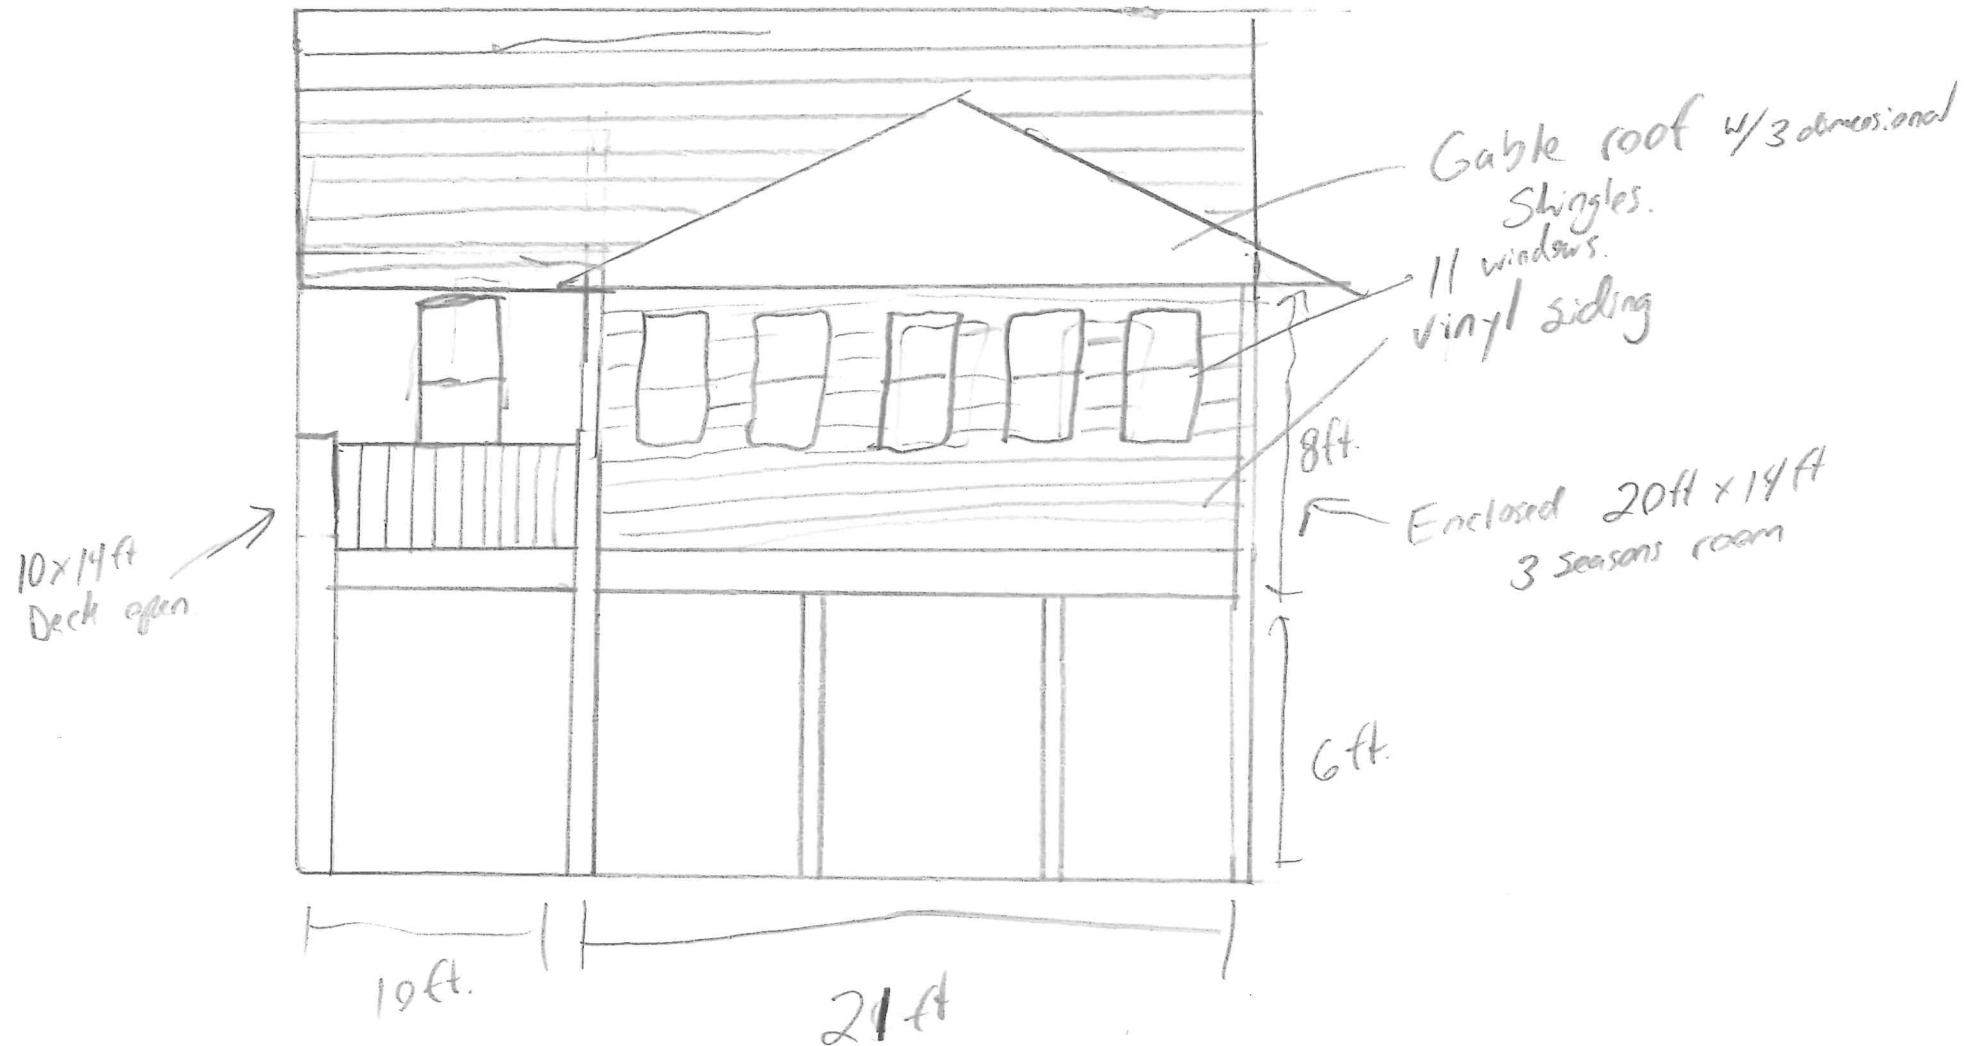 Gable roof w/3 dimensional
Shingles.
11 windows.
vinyl siding
8ft.
Enclosed 20ft x 14ft
3 seasons room
10x14ft
Deck open
6ft.
10ft.
21ft